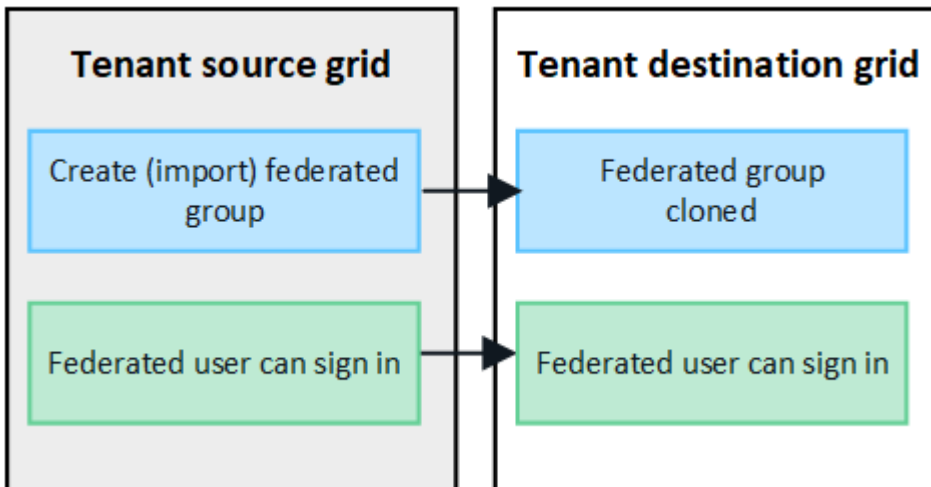 Tenant source grid
Create (import) federated
group
Federated user can sign in
Tenant destination grid
Federated group
cloned
Federated user can sign in